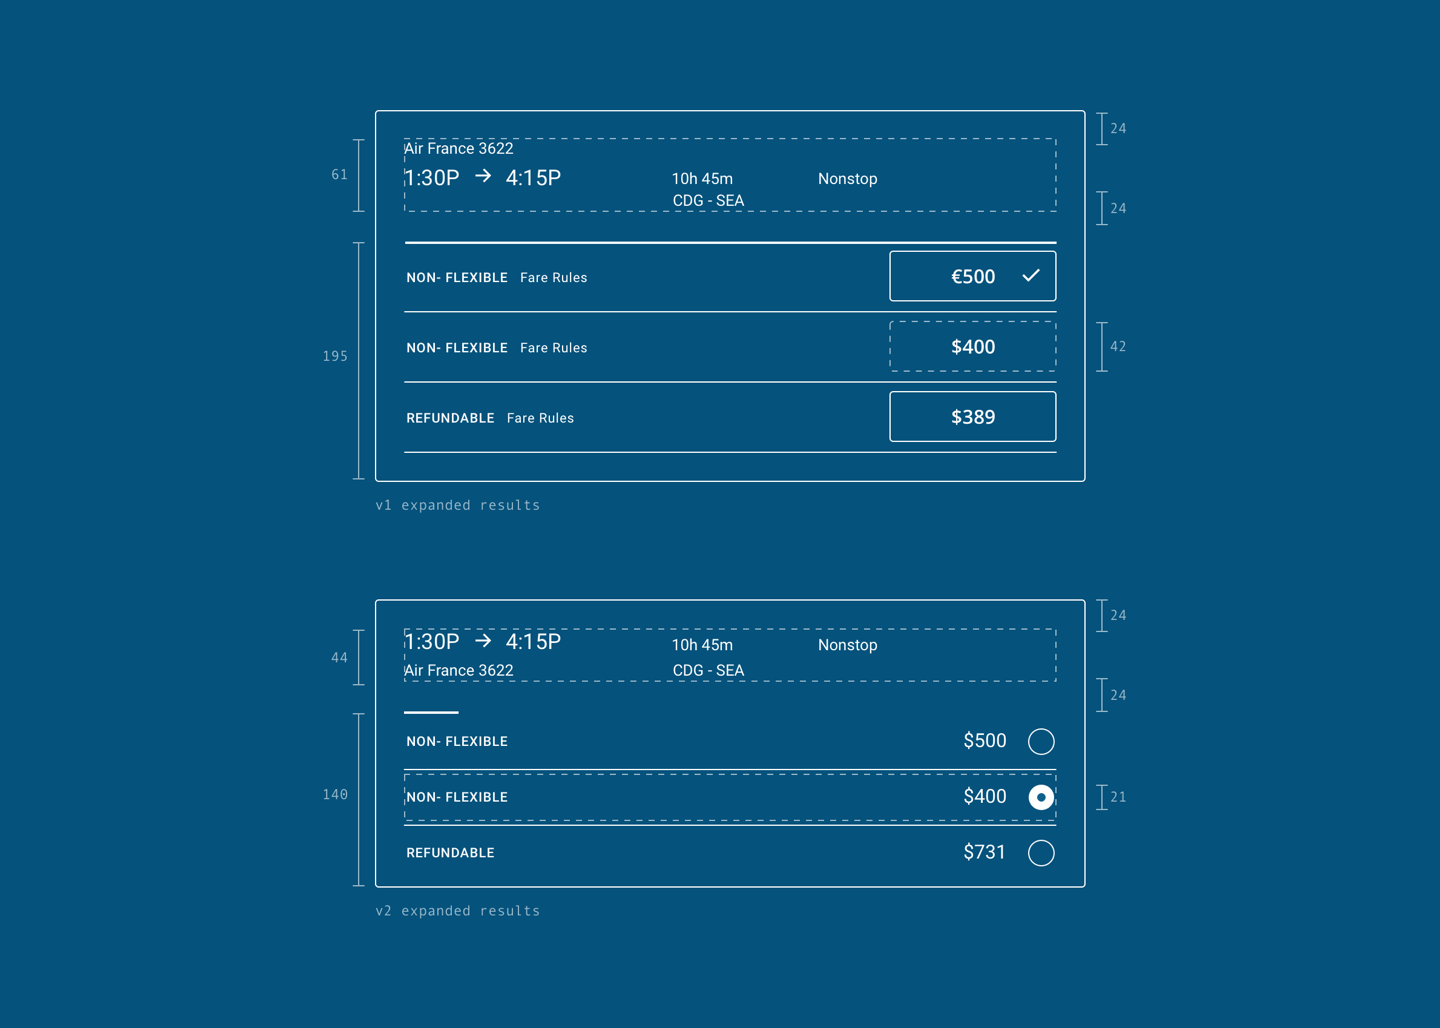 24
Air France 3622
61
1:30P → 4:15P 10h 45m Nonstop
CDG - SEA
24
NON- FLEXIBLE Fare Rules €500
NON- FLEXIBLE Fare Rules $400
42
195
REFUNDABLE Fare Rules $389
v1 expanded results
24
1:30P → 4:15P 10h 45m Nonstop
44
Air France 3622 CDG - SEA
24
NON- FLEXIBLE $500
140
NON- FLEXIBLE $400
21
REFUNDABLE $731
v2 expanded results